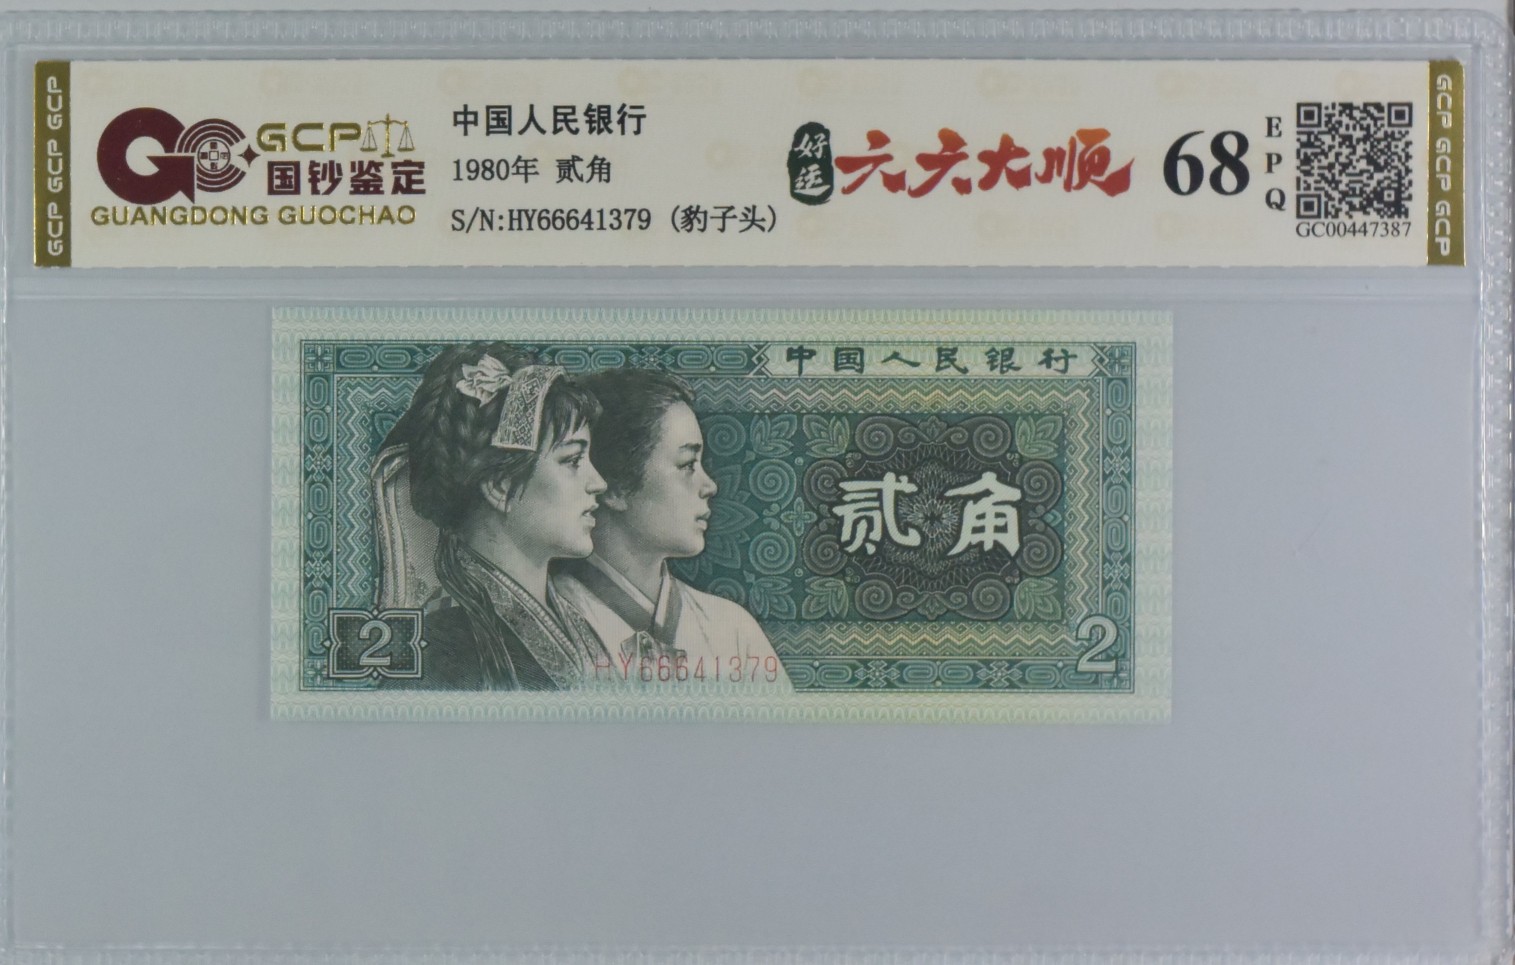 GCP GCP GCP
GCP
国钞鉴定
GUANGDONG GUOCHAO
中国人民银行
1980年 贰角
S/N:HY66641379 (豹子头)
好运
六六大顺
68
EPQ
GC00447387
GCP GCP GCP
中国人民银行
贰角
2
2
HY66641379